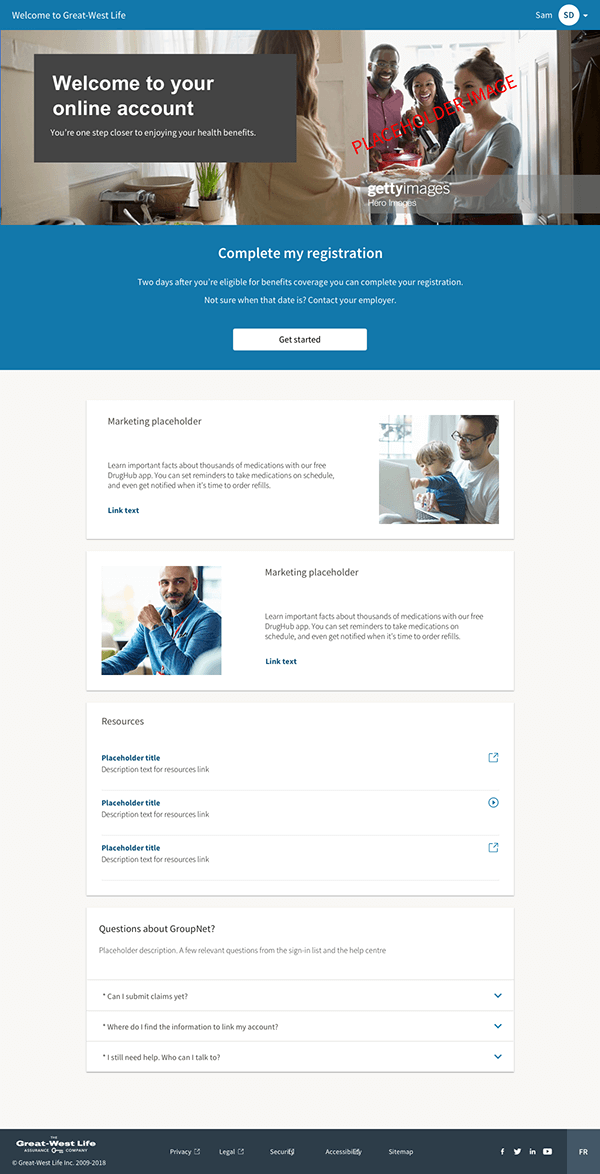 Welcome to Great-West Life
Sam
SD
Welcome to your
online account
You're one step closer to enjoying your health benefits.
PLACEHOLDER IMAGE
gettyimages
Hero Images
Complete my registration
Two days after you're eligible for benefits coverage you can complete your registration.
Not sure when that date is? Contact your employer.
Get started
Marketing placeholder
Learn important facts about thousands of medications with our free
DrugHub app. You can set reminders to take medications on schedule,
and even get notified when it's time to order refills.
Link text
Marketing placeholder
Learn important facts about thousands of medications with our free
DrugHub app. You can set reminders to take medications on
schedule, and even get notified when it's time to order refills.
Link text
Resources
Placeholder title
Description text for resources link
Placeholder title
Description text for resources link
Placeholder title
Description text for resources link
Questions about GroupNet?
Placeholder description. A few relevant questions from the sign-in list and the help centre
* Can I submit claims yet?
* Where do I find the information to link my account?
* I still need help. Who can I talk to?
THE
Great-West Life
ASSURANCE COMPANY
© Great-West Life Inc. 2009-2018
Privacy
Legal
Security
Accessibility
Sitemap
FR